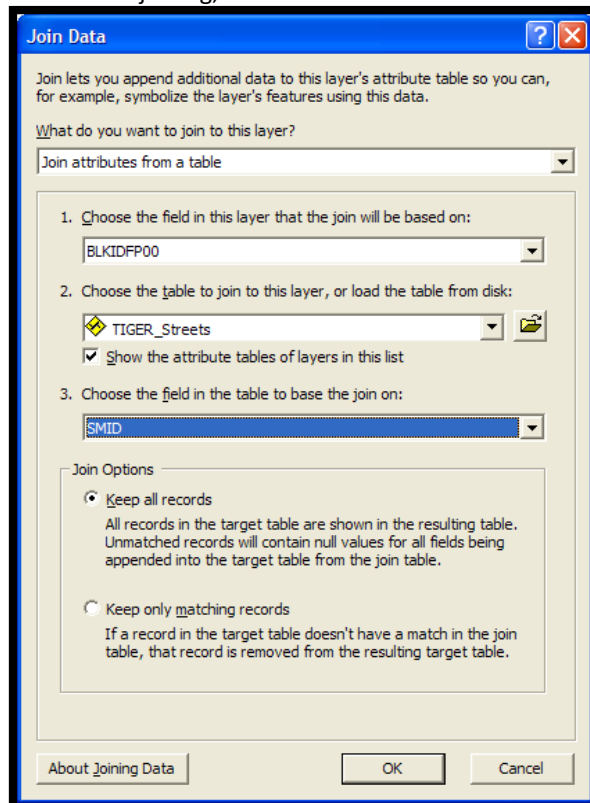 Join Data
Join lets you append additional data to this layer's attribute table so you can,
for example, symbolize the layer's features using this data.
What do you want to join to this layer?
Join attributes from a table
1. Choose the field in this layer that the join will be based on:
BLKIDFP00
2. Choose the table to join to this layer, or load the table from disk:
TIGER_Streets
Show the attribute tables of layers in this list
3. Choose the field in the table to base the join on:
SMID
Join Options
Keep all records
All records in the target table are shown in the resulting table.
Unmatched records will contain null values for all fields being
appended into the target table from the join table.
Keep only matching records
If a record in the target table doesn't have a match in the join
table, that record is removed from the resulting target table.
About Joining Data
OK
Cancel